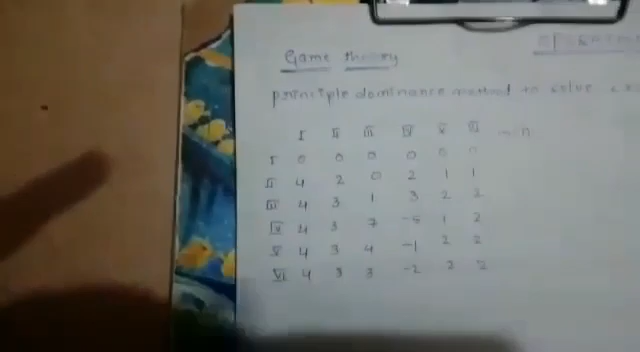 Game theory
principle dominance method to solve
I II III IV V VI
I 0 0 0 0 0 0
II 4 2 0 2 1 1
III 4 3 1 3 2 2
IV 4 3 7 -5 1 2
V 4 3 4 -1 2 2
VI 4 3 3 -2 2 2